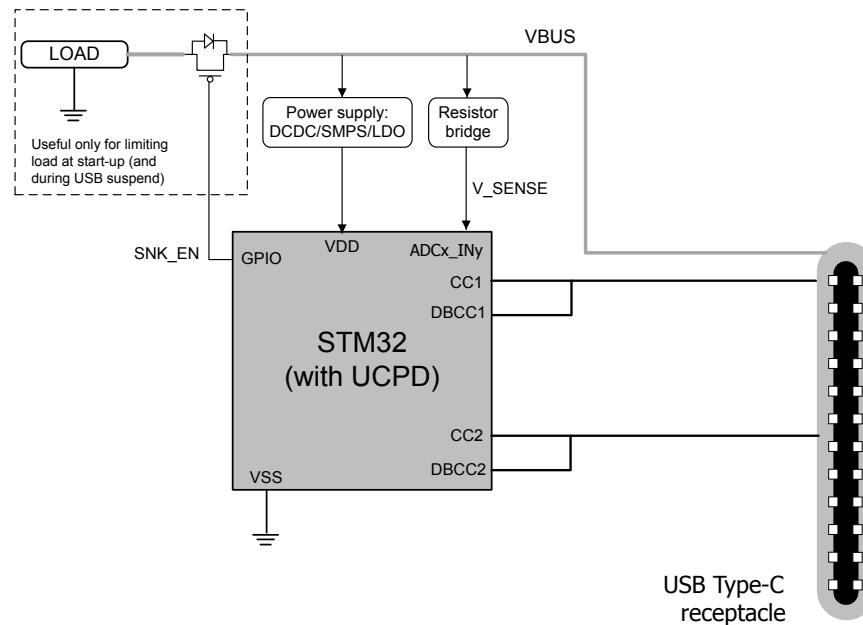 VBUS
LOAD
Power supply:
DCDC/SMPS/LDO
Resistor
bridge
Useful only for limiting
load at start-up (and
during USB suspend)
V_SENSE
SNK_EN
GPIO
VDD
ADCx_INy
CC1
DBCC1
STM32
(with UCPD)
CC2
DBCC2
VSS
USB Type-C
receptacle